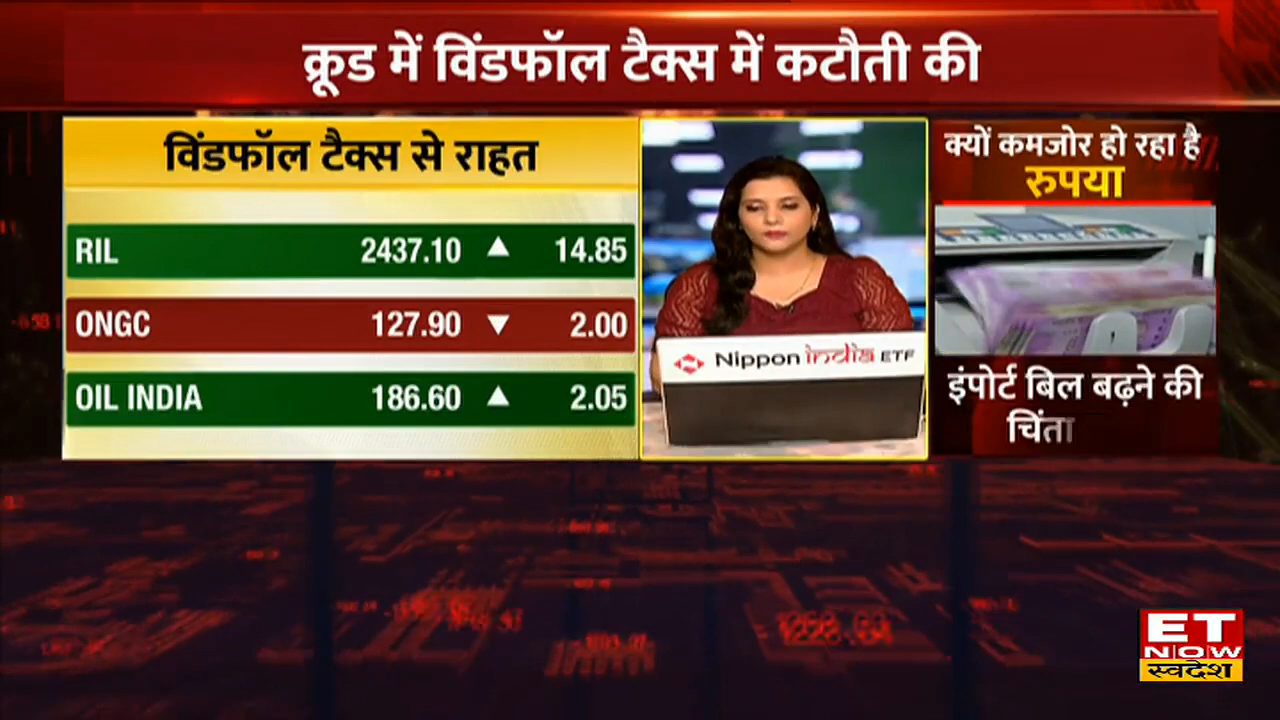 क्रूड में विंडफॉल टैक्स में कटौती की
विंडफॉल टैक्स से राहत
RIL 2437.10 ▲ 14.85
ONGC 127.90 ▼ 2.00
OIL INDIA 186.60 ▲ 2.05
Nippon india ETF
क्यों कमजोर हो रहा है
रुपया
इंपोर्ट बिल बढ़ने की
चिंता
ET
NOW
स्वदेश